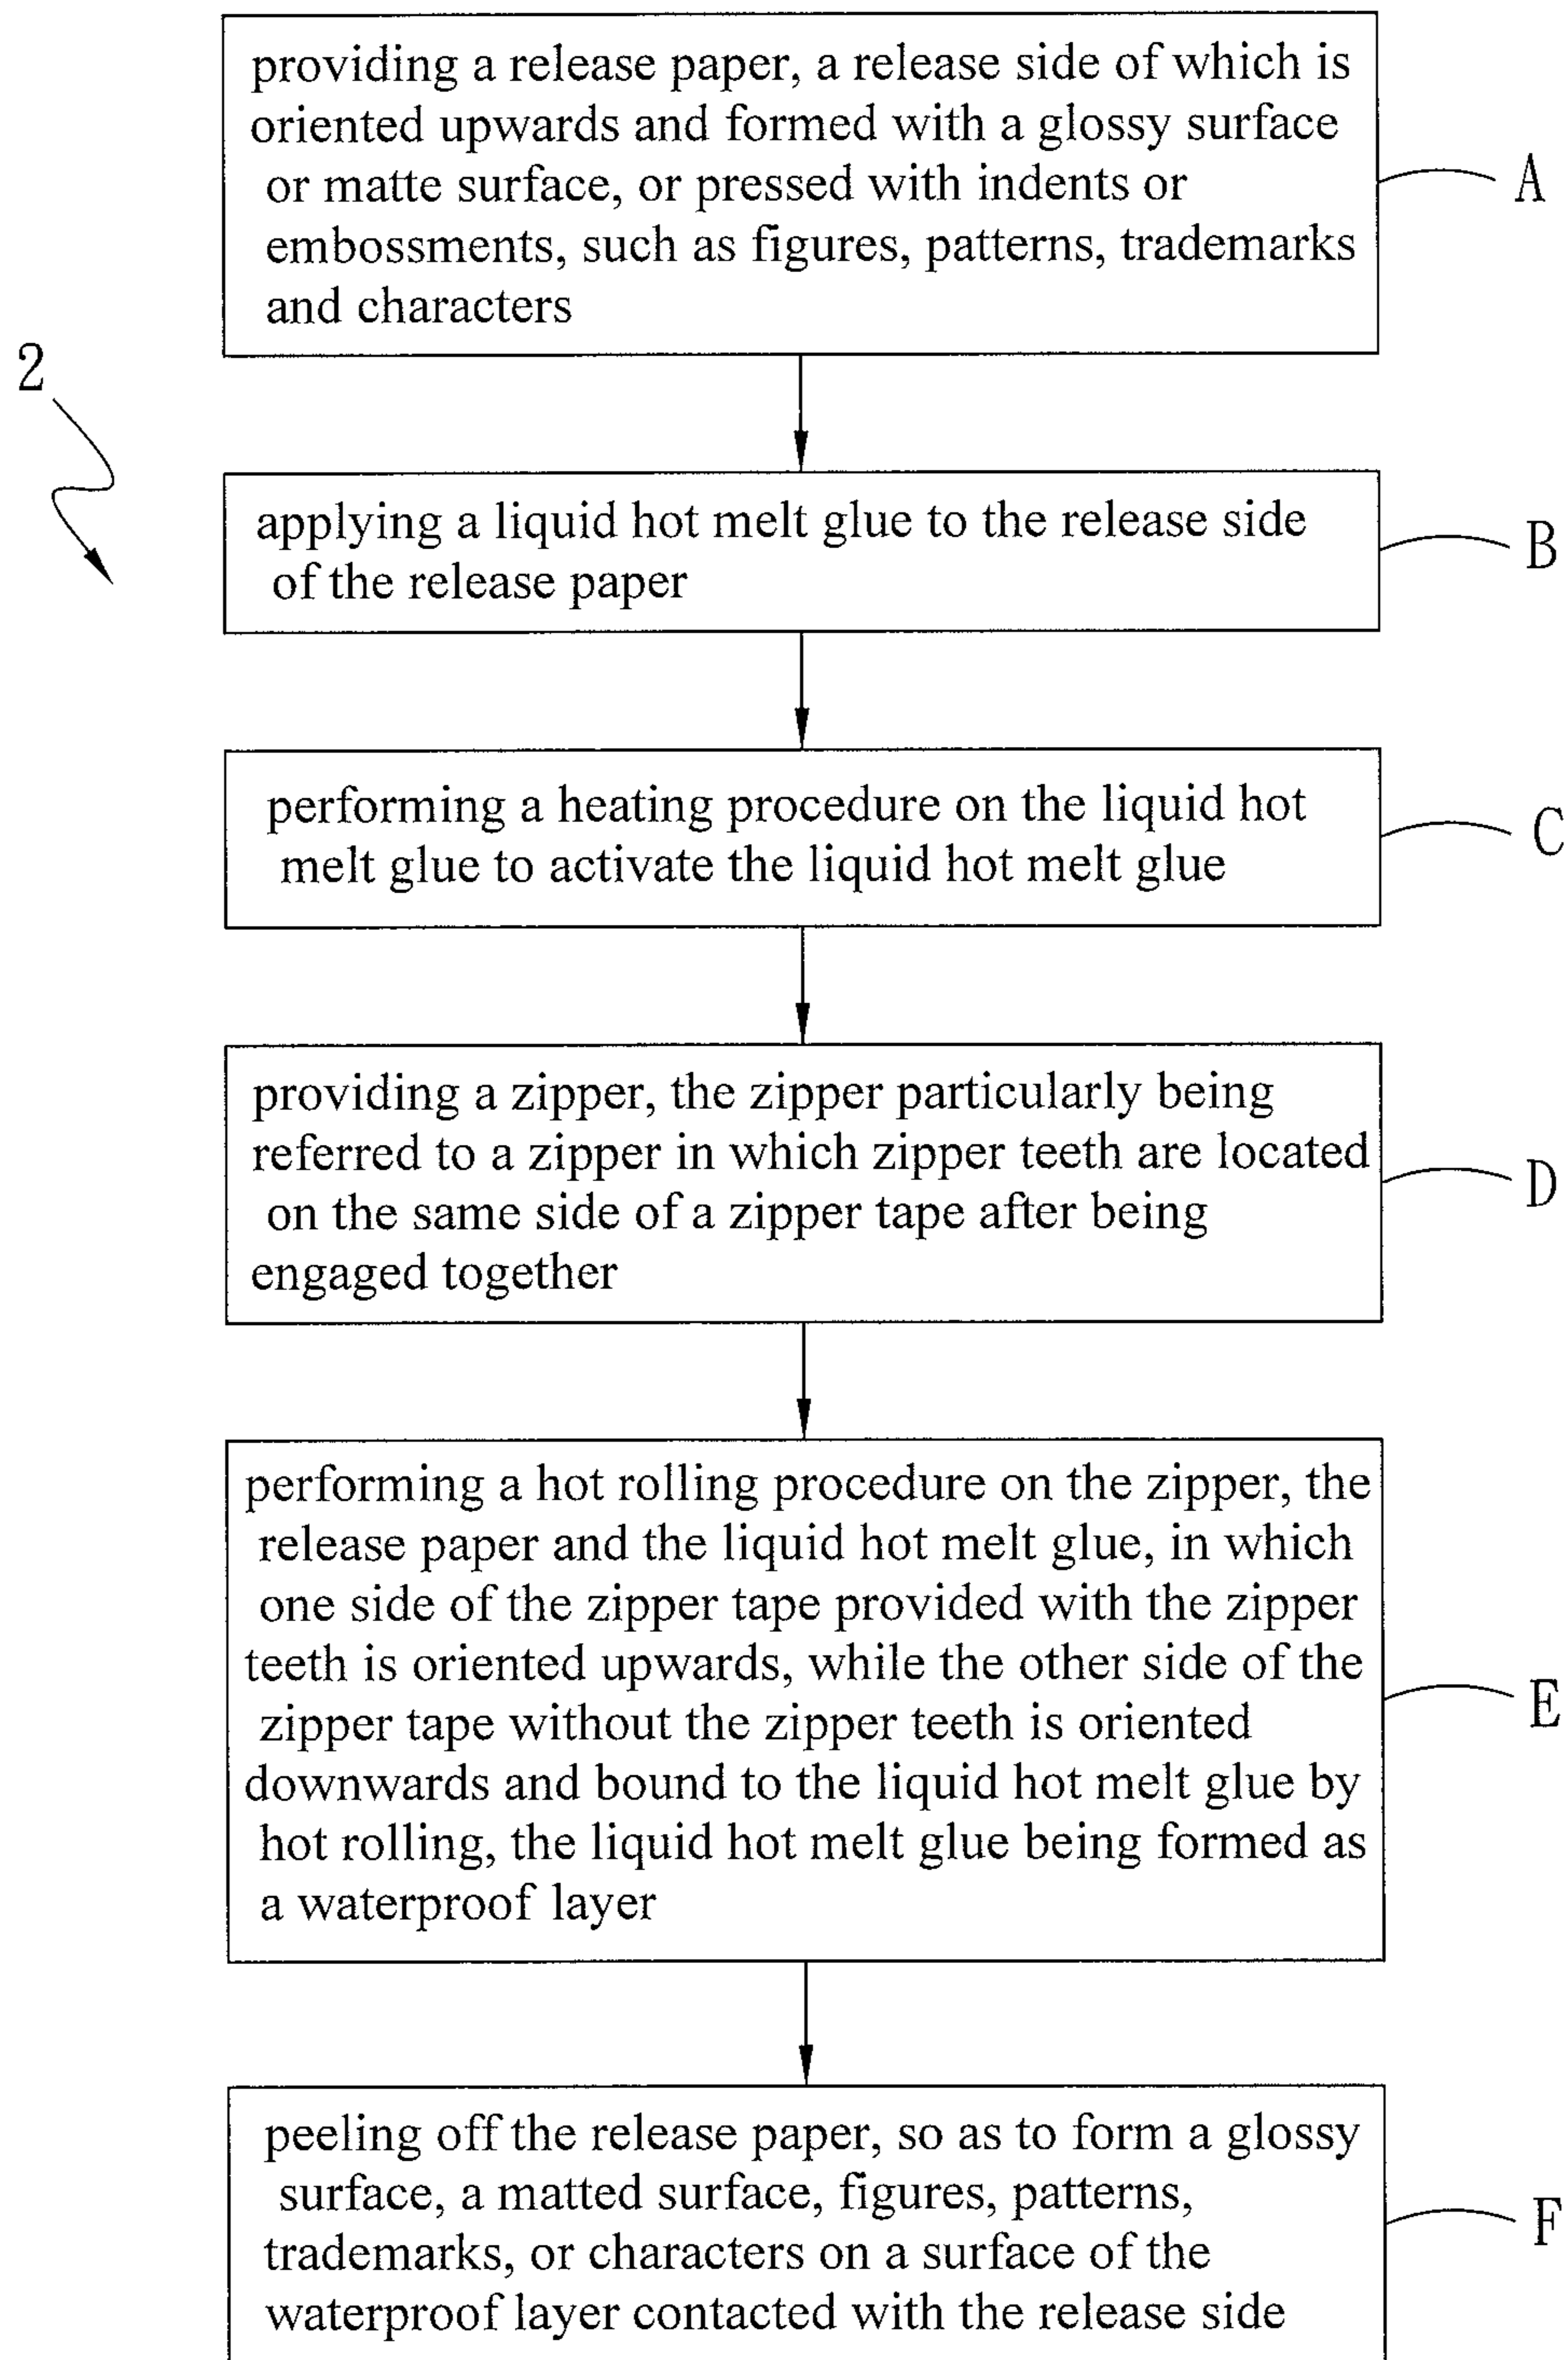 providing a release paper, a release side of which is
oriented upwards and formed with a glossy surface
or matte surface, or pressed with indents or
embossments, such as figures, patterns, trademarks
and characters
A
2
applying a liquid hot melt glue to the release side
of the release paper
B
performing a heating procedure on the liquid hot
melt glue to activate the liquid hot melt glue
C
providing a zipper, the zipper particularly being
referred to a zipper in which zipper teeth are located
on the same side of a zipper tape after being
engaged together
D
performing a hot rolling procedure on the zipper, the
release paper and the liquid hot melt glue, in which
one side of the zipper tape provided with the zipper
teeth is oriented upwards, while the other side of the
zipper tape without the zipper teeth is oriented
downwards and bound to the liquid hot melt glue by
hot rolling, the liquid hot melt glue being formed as
a waterproof layer
E
peeling off the release paper, so as to form a glossy
surface, a matted surface, figures, patterns,
trademarks, or characters on a surface of the
waterproof layer contacted with the release side
F